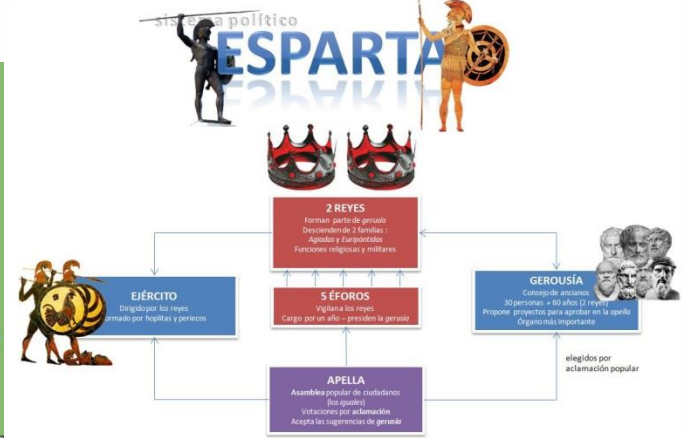 sistema político
ESPARTA
2 REYES
Forman parte de gerusía
Descienden de 2 familias :
Agiadas y Euripóntidas
Funciones religiosas y militares
EJÉRCITO
Dirigido por los reyes
ormado por hoplitas y periecos
5 ÉFOROS
Vigilan a los reyes
Cargo por un año – presiden la gerusía
GEROUSÍA
Consejo de ancianos
30 personas + 60 años (2 reyes)
Propone proyectos para aprobar en la apella
Órgano más importante
elegidos por
aclamación popular
APELLA
Asamblea popular de ciudadanos
(los iguales)
Votaciones por aclamación
Acepta las sugerencias de gerusía